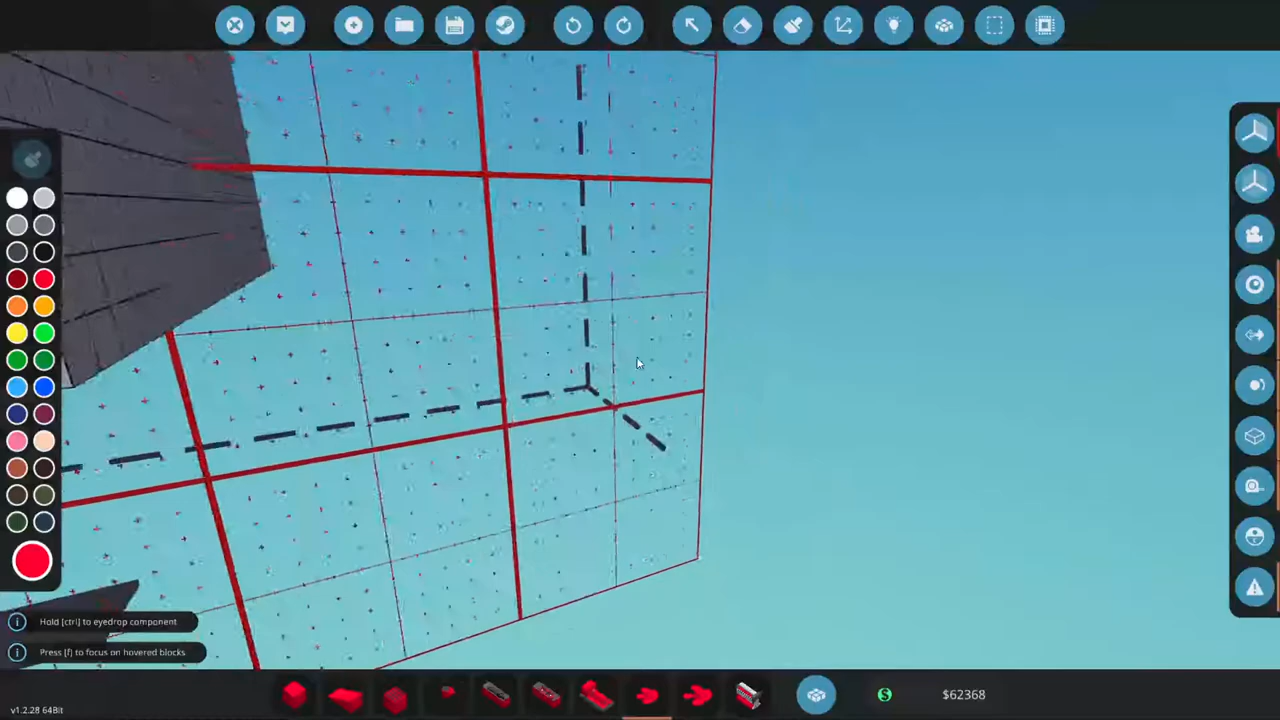 Hold [ctrl] to eyedrop component
Press [f] to focus on hovered blocks
v1.2.28 64Bit
$
$62368